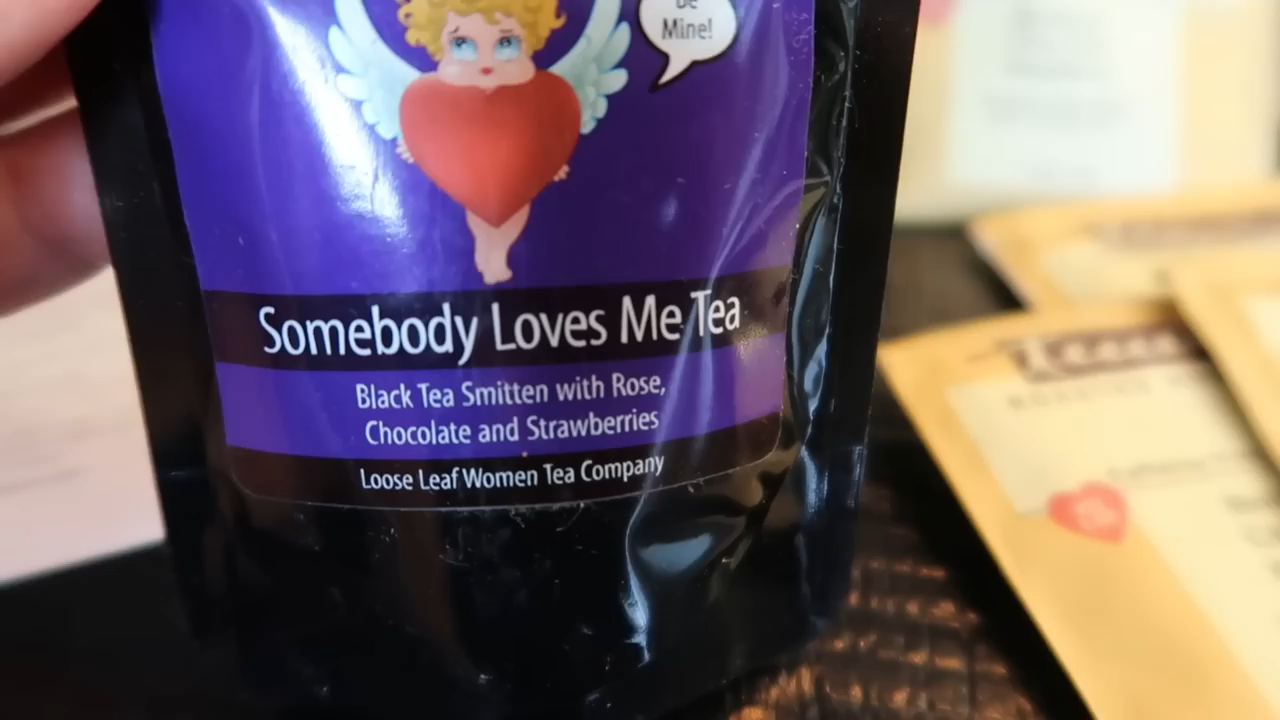 Be
Mine!
Somebody Loves Me Tea
Black Tea Smitten with Rose,
Chocolate and Strawberries
Loose Leaf Women Tea Company